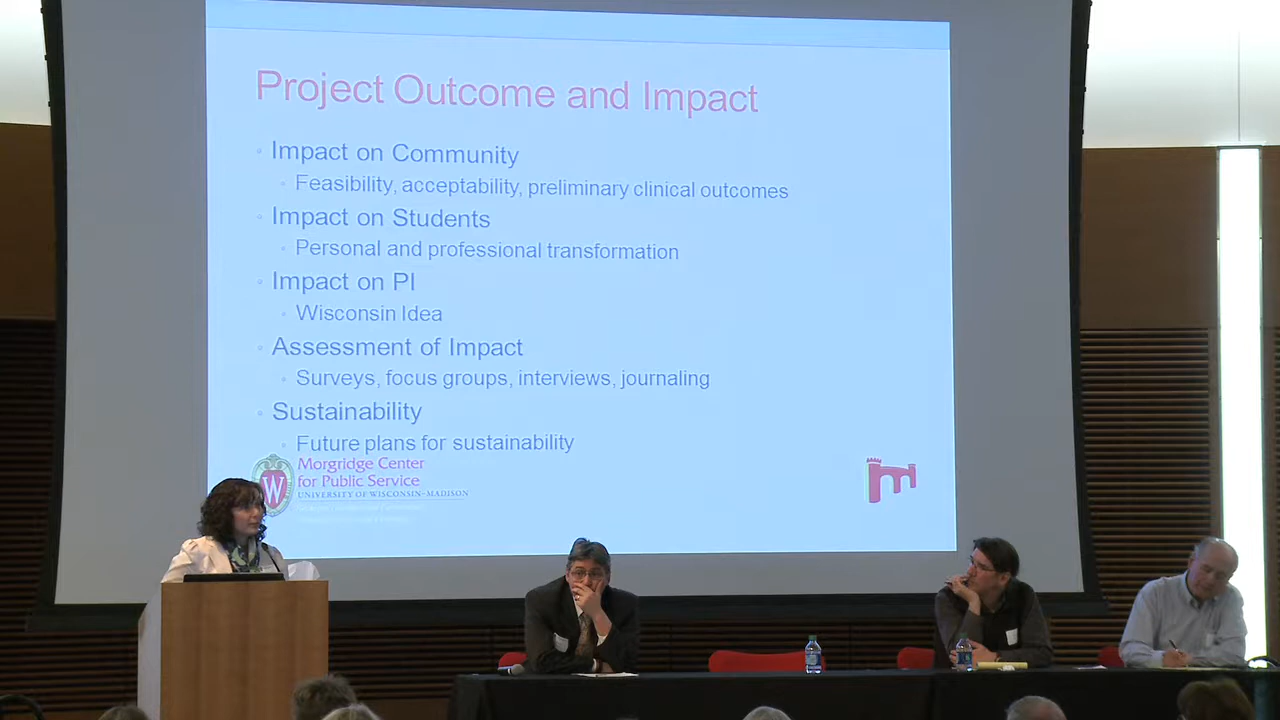 Project Outcome and Impact
Impact on Community
Feasibility, acceptability, preliminary clinical outcomes
Impact on Students
Personal and professional transformation
Impact on PI
Wisconsin Idea
Assessment of Impact
Surveys, focus groups, interviews, journaling
Sustainability
Future plans for sustainability
W
Morgridge Center
for Public Service
UNIVERSITY OF WISCONSIN–MADISON